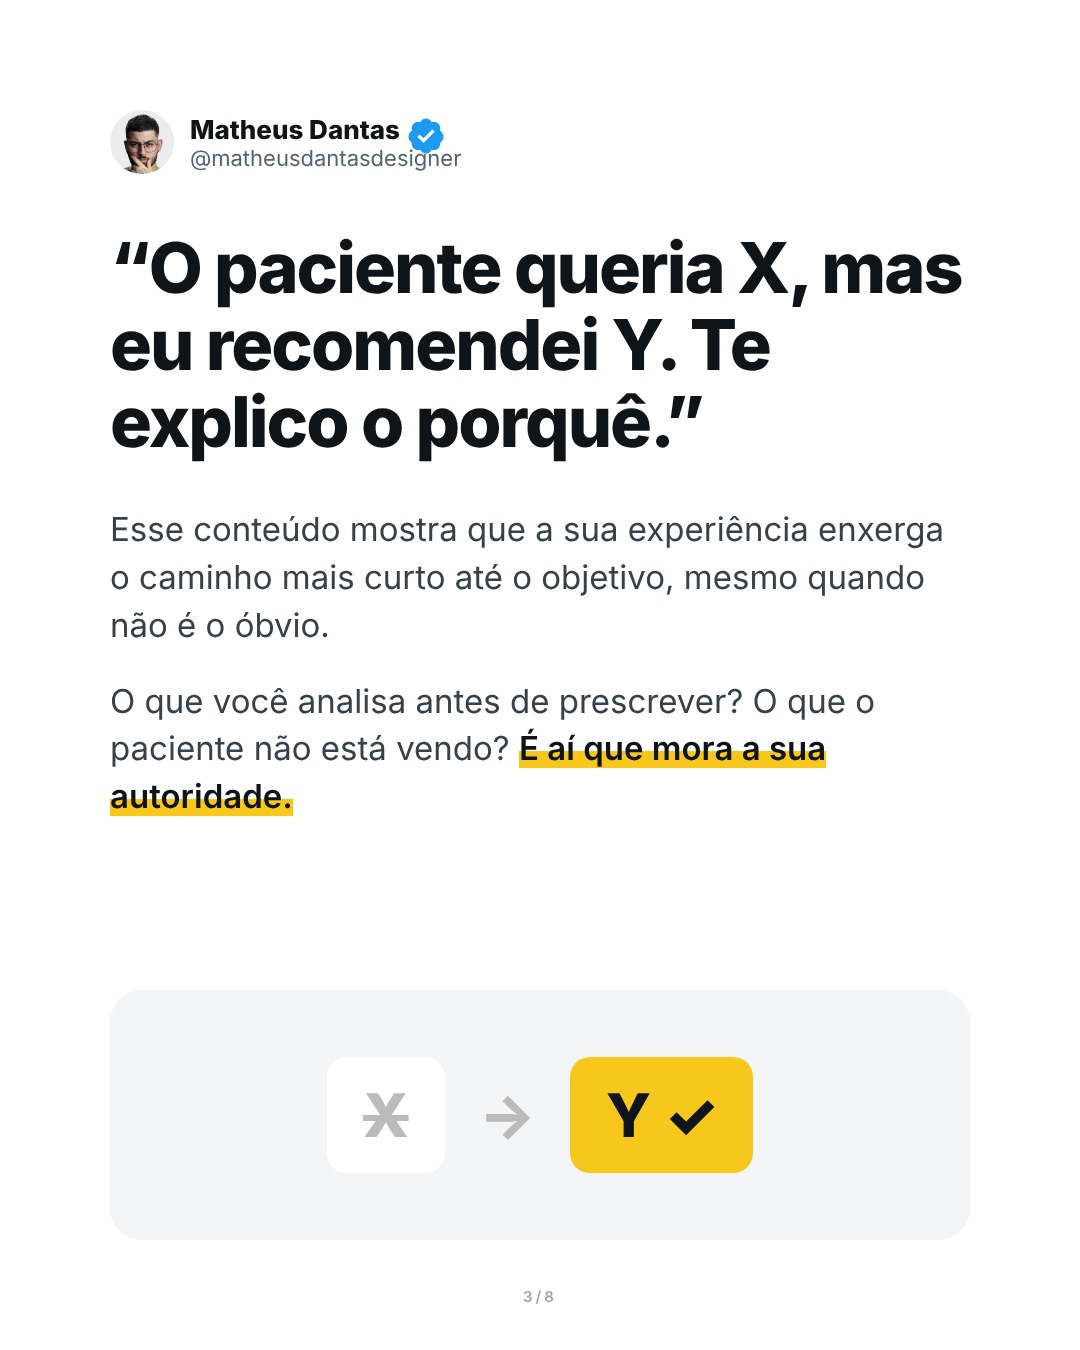 Matheus Dantas
@matheusdantasdesigner
“O paciente queria X, mas
eu recomendei Y. Te
explico o porquê.”
Esse conteúdo mostra que a sua experiência enxerga
o caminho mais curto até o objetivo, mesmo quando
não é o óbvio.
O que você analisa antes de prescrever? O que o
paciente não está vendo? É aí que mora a sua
autoridade.
X → Y ✓
3 / 8